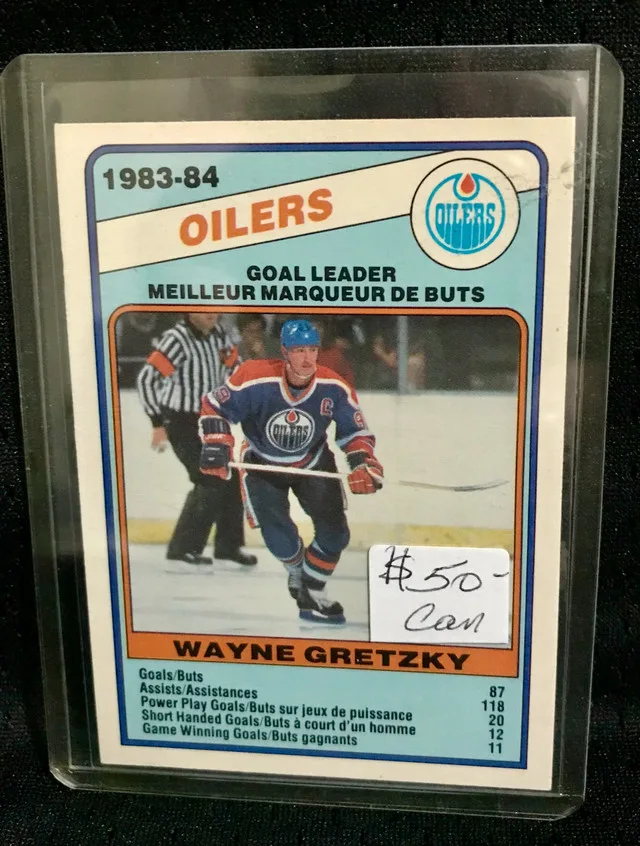 1983-84
OILERS
OILERS
GOAL LEADER
MEILLEUR MARQUEUR DE BUTS
C
OILERS
$50-
Can
WAYNE GRETZKY
Goals/Buts 87
Assists/Assistances 118
Power Play Goals/Buts sur jeux de puissance 20
Short Handed Goals/Buts à court d'un homme 12
Game Winning Goals/Buts gagnants 11